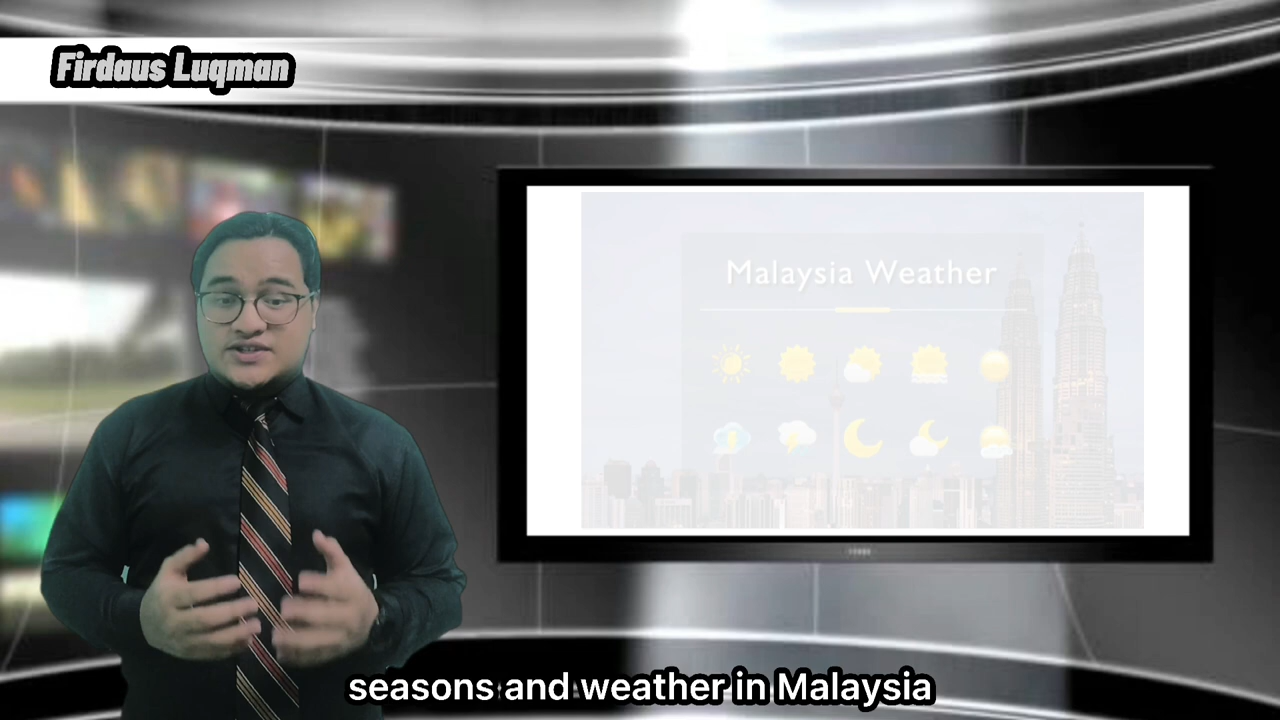 Firdaus Luqman
Malaysia Weather
seasons and weather in Malaysia